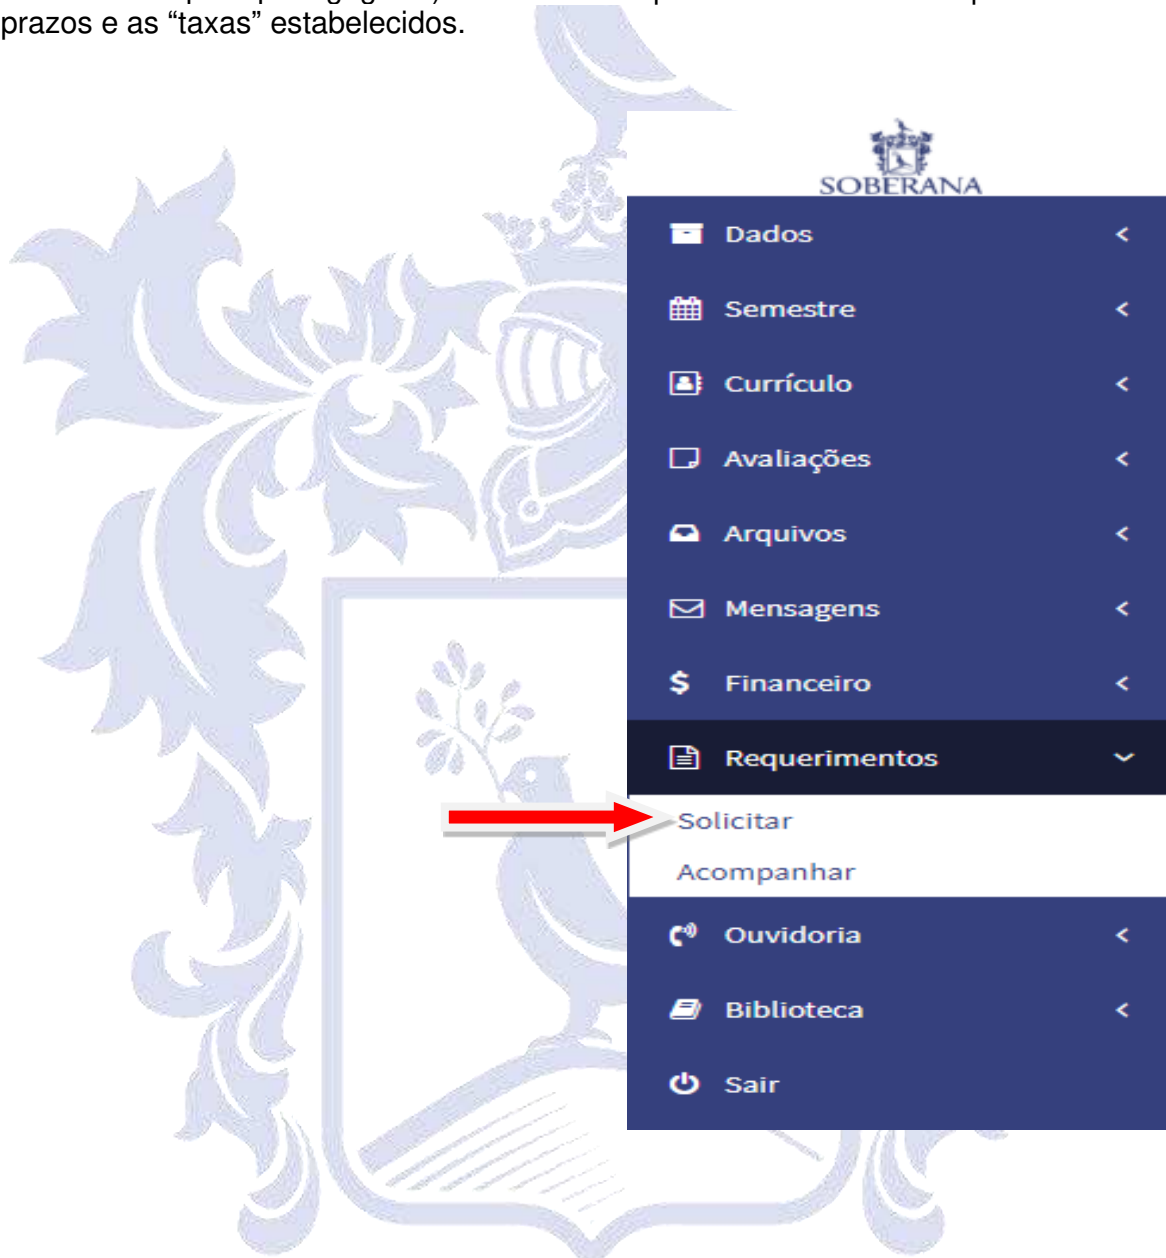 prazos e as “taxas” estabelecidos.
SOBERANA
Dados
Semestre
Currículo
Avaliações
Arquivos
Mensagens
Financeiro
Requerimentos
Solicitar
Acompanhar
Ouvidoria
Biblioteca
Sair